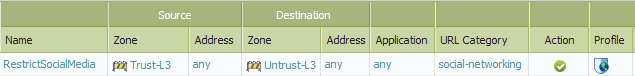 Source Destination
Name Zone Address Zone Address Application URL Category Action Profile
RestrictSocialMedia Trust-L3 any Untrust-L3 any any social-networking